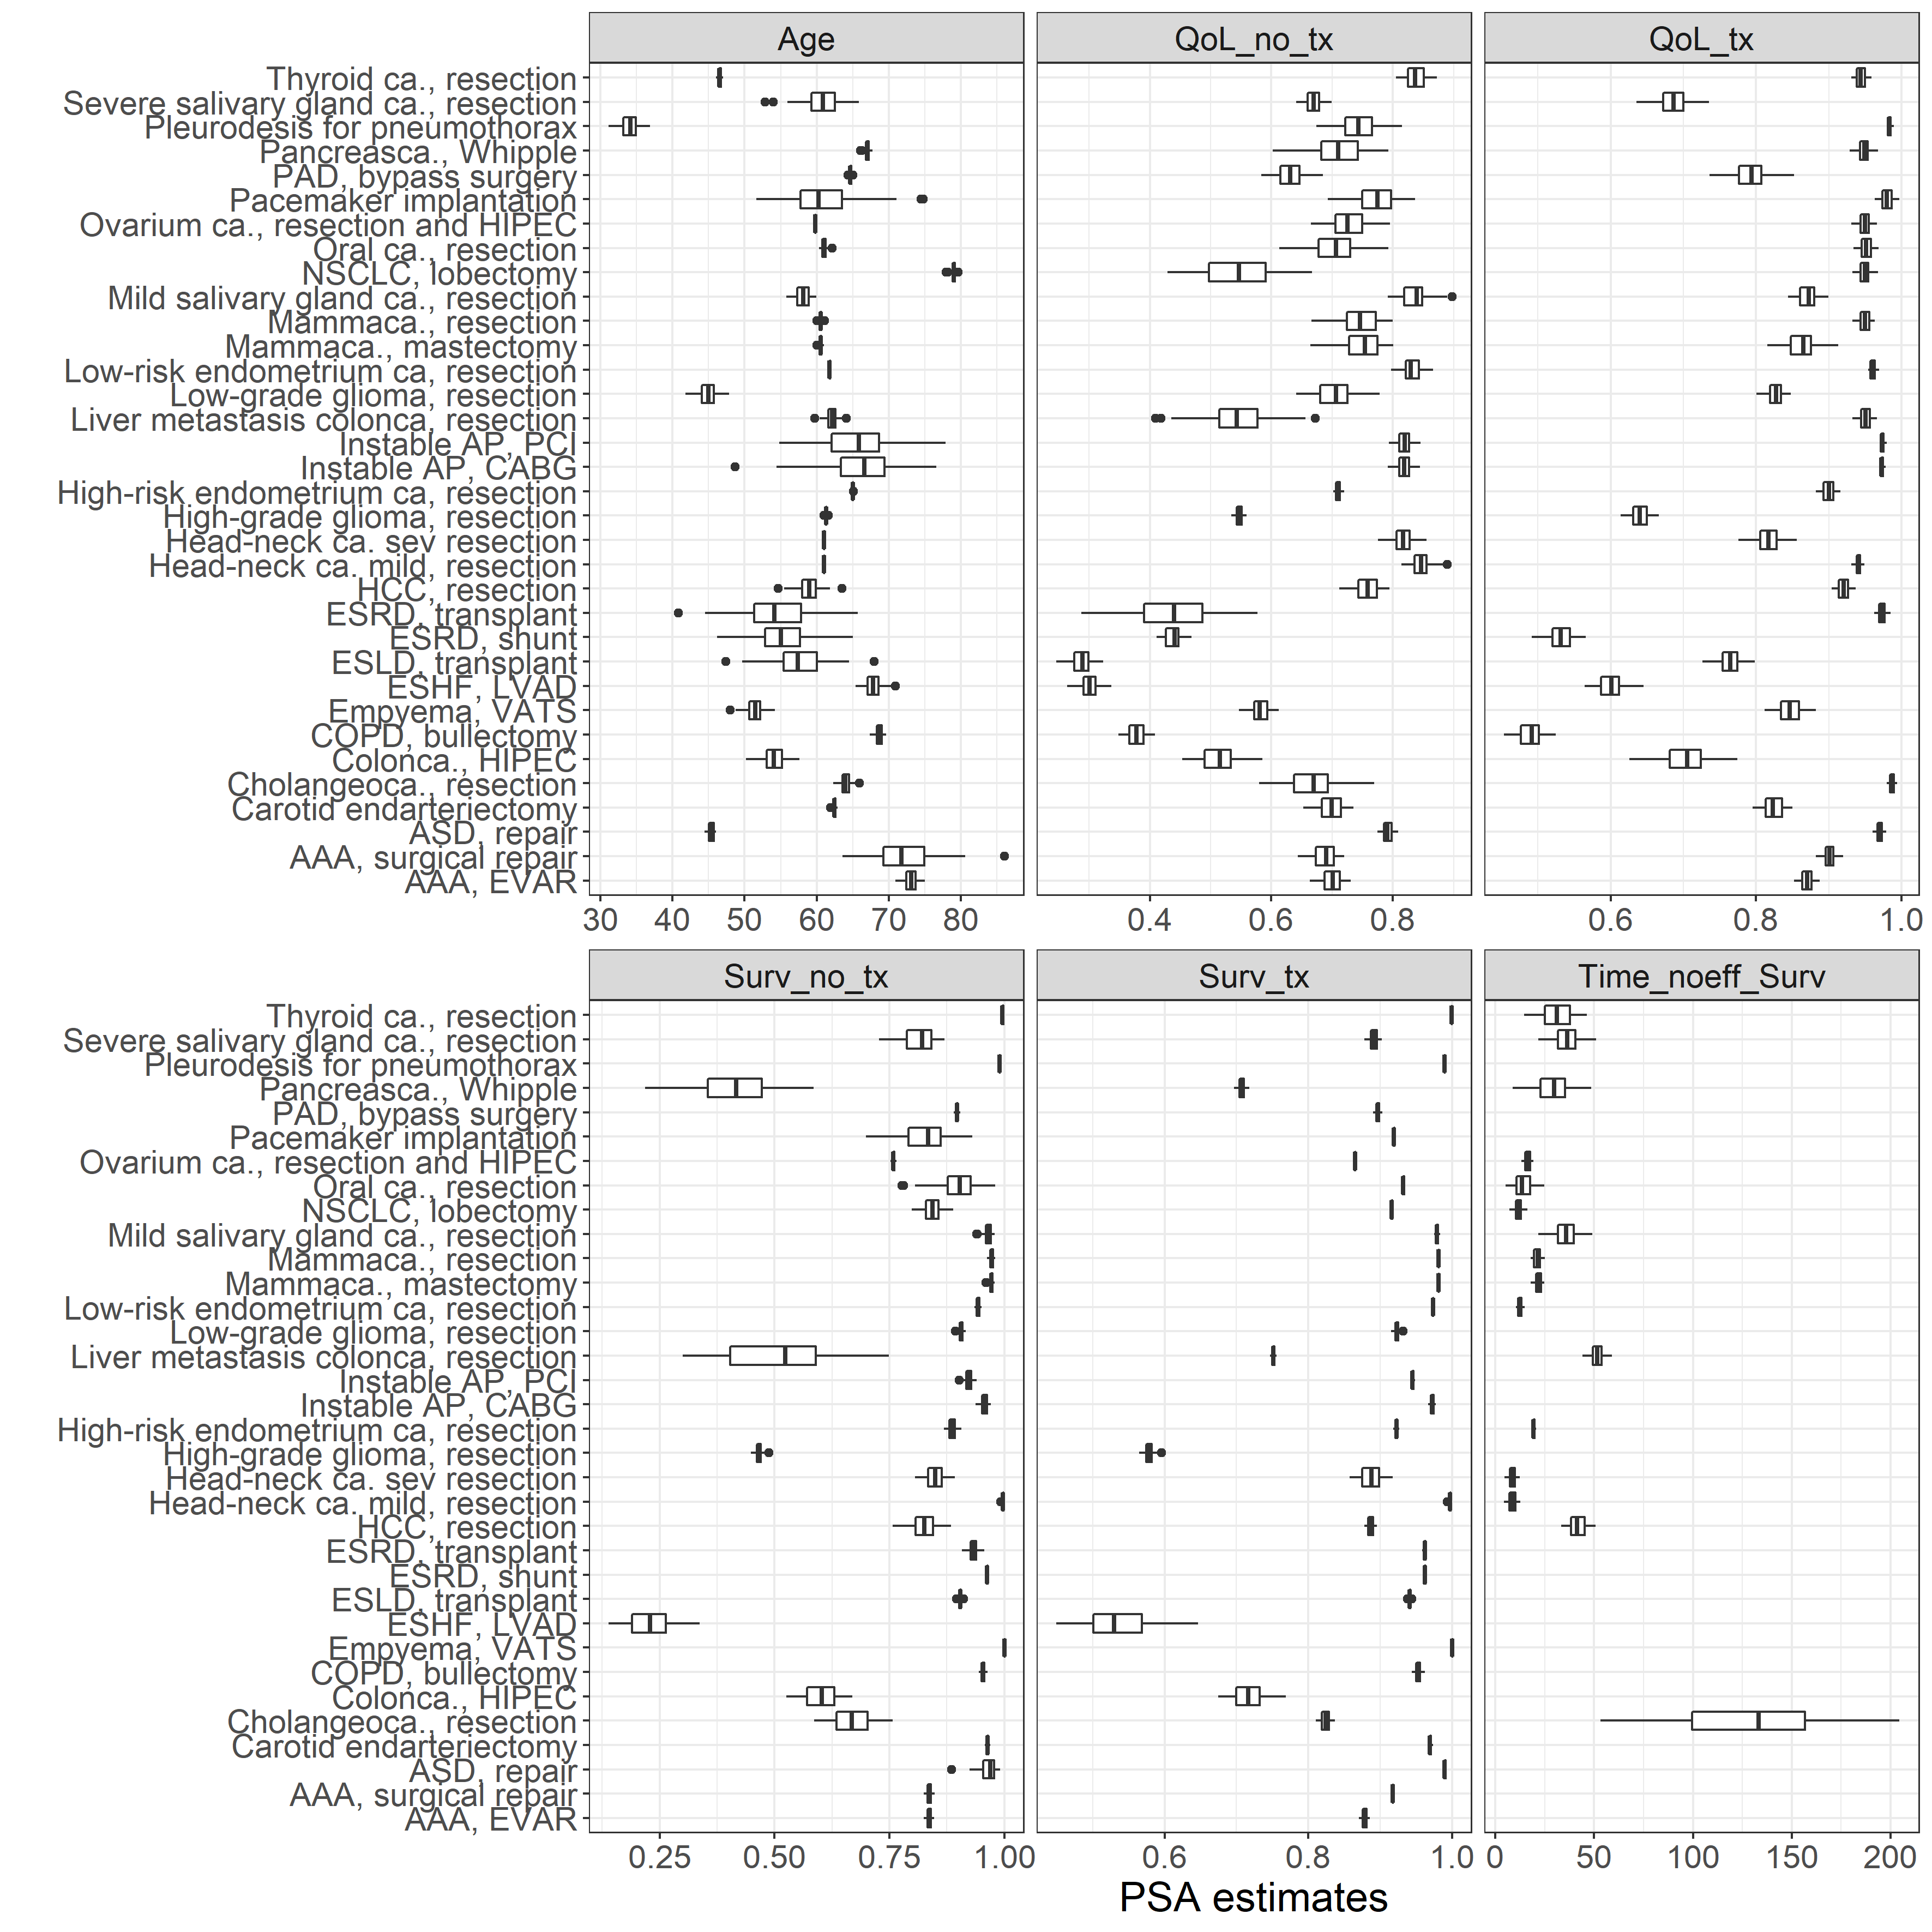 Age QoL_no_tx QoL_tx
Thyroid ca., resection
Severe salivary gland ca., resection
Pleurodesis for pneumothorax
Pancreasca., Whipple
PAD, bypass surgery
Pacemaker implantation
Ovarium ca., resection and HIPEC
Oral ca., resection
NSCLC, lobectomy
Mild salivary gland ca., resection
Mammaca., resection
Mammaca., mastectomy
Low-risk endometrium ca, resection
Low-grade glioma, resection
Liver metastasis colonca, resection
Instable AP, PCI
Instable AP, CABG
High-risk endometrium ca, resection
High-grade glioma, resection
Head-neck ca. sev resection
Head-neck ca. mild, resection
HCC, resection
ESRD, transplant
ESRD, shunt
ESLD, transplant
ESHF, LVAD
Empyema, VATS
COPD, bullectomy
Colonca., HIPEC
Cholangeoca., resection
Carotid endarteriectomy
ASD, repair
AAA, surgical repair
AAA, EVAR
30 40 50 60 70 80 0.4 0.6 0.8 0.6 0.8 1.0
Surv_no_tx Surv_tx Time_noeff_Surv
Thyroid ca., resection
Severe salivary gland ca., resection
Pleurodesis for pneumothorax
Pancreasca., Whipple
PAD, bypass surgery
Pacemaker implantation
Ovarium ca., resection and HIPEC
Oral ca., resection
NSCLC, lobectomy
Mild salivary gland ca., resection
Mammaca., resection
Mammaca., mastectomy
Low-risk endometrium ca, resection
Low-grade glioma, resection
Liver metastasis colonca, resection
Instable AP, PCI
Instable AP, CABG
High-risk endometrium ca, resection
High-grade glioma, resection
Head-neck ca. sev resection
Head-neck ca. mild, resection
HCC, resection
ESRD, transplant
ESRD, shunt
ESLD, transplant
ESHF, LVAD
Empyema, VATS
COPD, bullectomy
Colonca., HIPEC
Cholangeoca., resection
Carotid endarteriectomy
ASD, repair
AAA, surgical repair
AAA, EVAR
0.25 0.50 0.75 1.00 0.6 0.8 1.0 0 50 100 150 200
PSA estimates